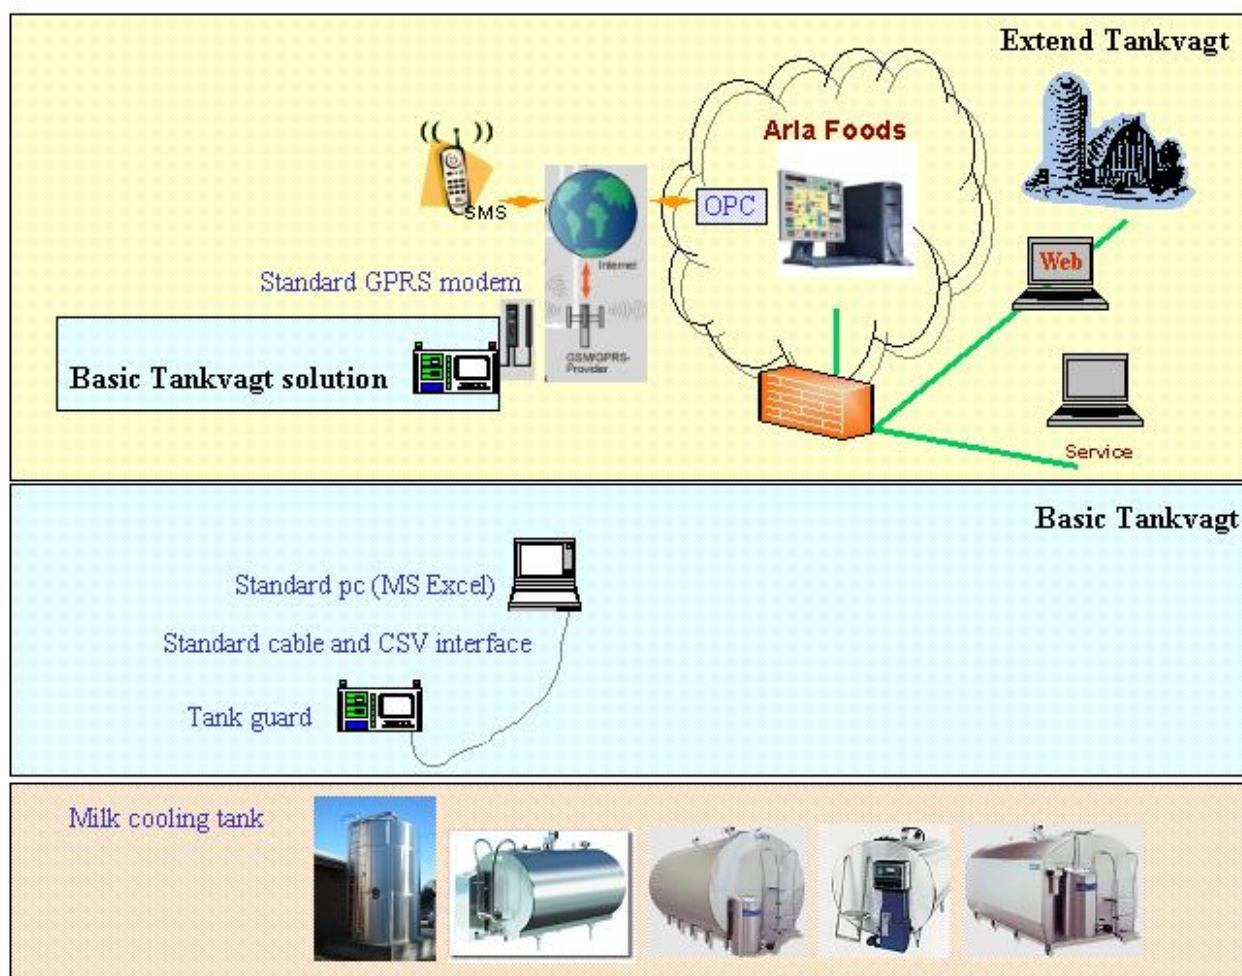 Extend Tankvagt
Arla Foods
SMS
OPC
Internet
Web
Standard GPRS modem
GSM/GPRS-
Provider
Basic Tankvagt solution
Service
Basic Tankvagt
Standard pc (MS Excel)
Standard cable and CSV interface
Tank guard
Milk cooling tank